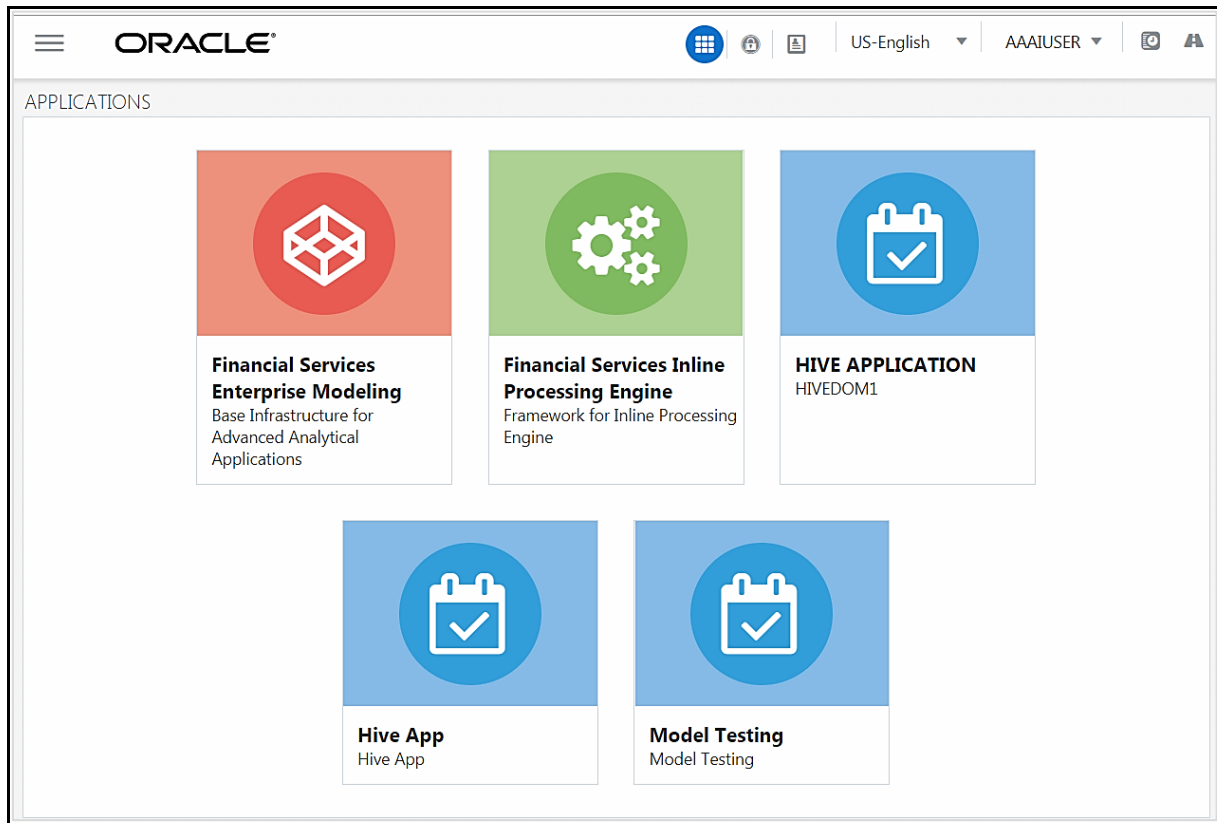 ORACLE®
US-English
AAAIUSER
APPLICATIONS
Financial Services
Enterprise Modeling
Base Infrastructure for
Advanced Analytical
Applications
Financial Services Inline
Processing Engine
Framework for Inline Processing
Engine
HIVE APPLICATION
HIVEDOM1
Hive App
Hive App
Model Testing
Model Testing